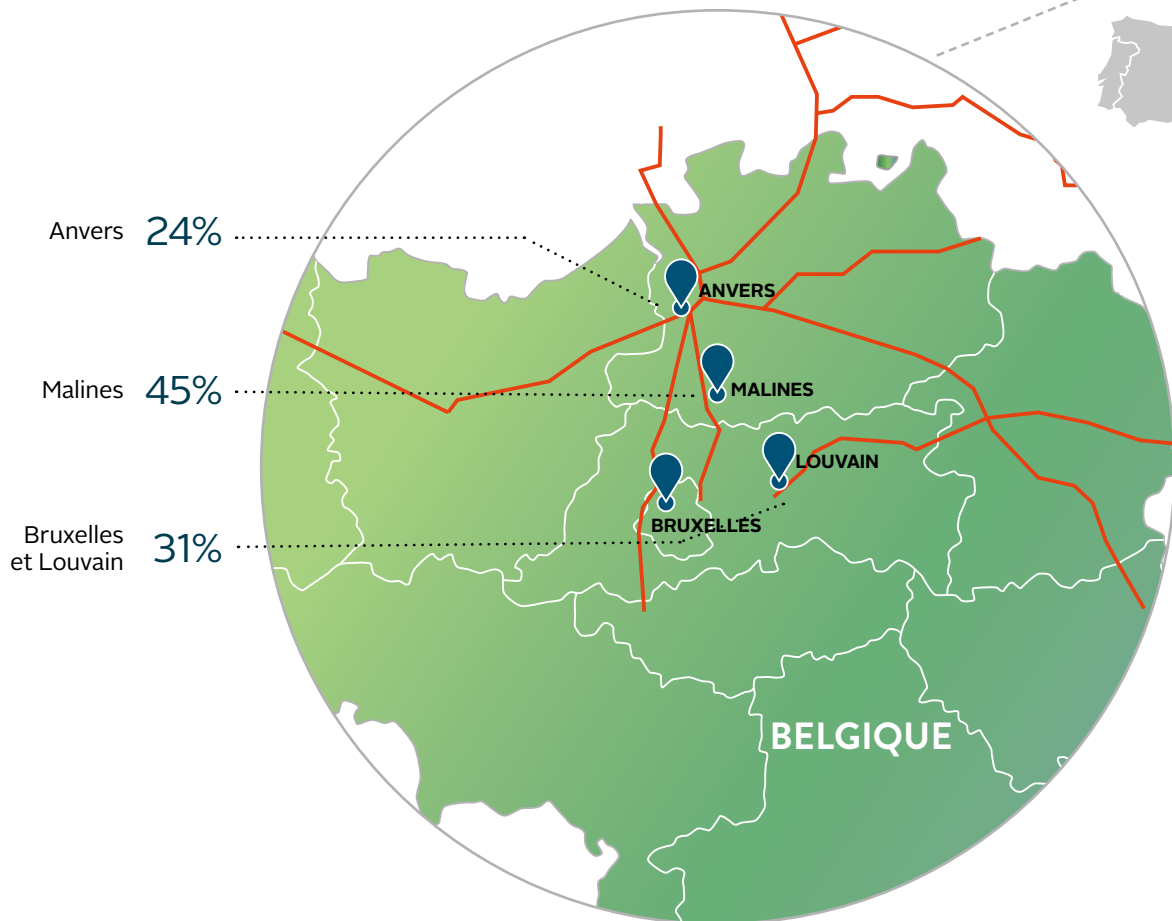 Anvers 24%
ANVERS
Malines 45%
MALINES
LOUVAIN
Bruxelles
et Louvain 31%
BRUXELLES
BELGIQUE